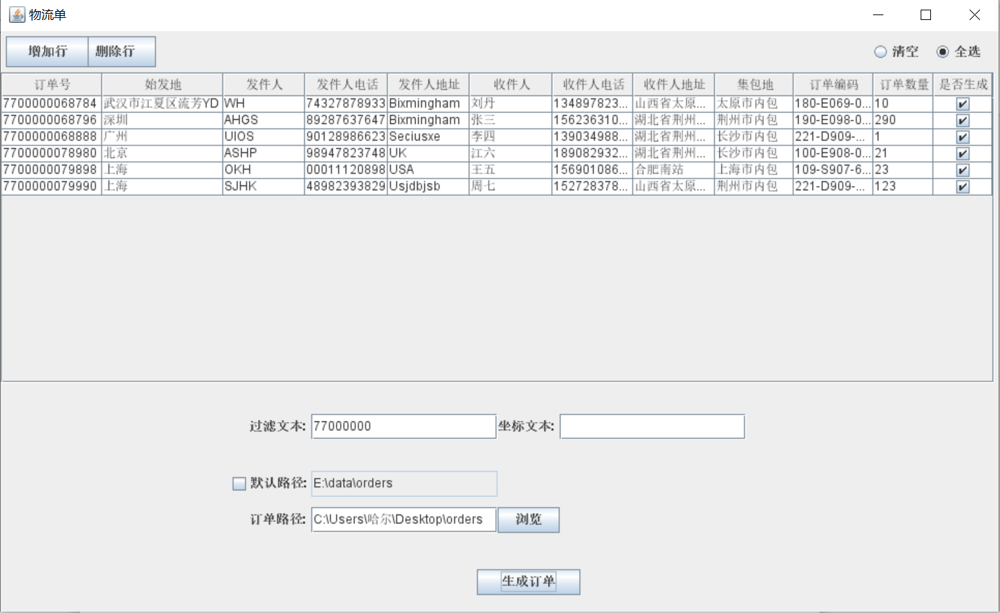 物流单
增加行 删除行 清空 全选
订单号 始发地 发件人 发件人电话 发件人地址 收件人 收件人电话 收件人地址 集包地 订单编码 订单数量 是否生成
7700000068784 武汉市江夏区流芳YD WH 74327878933 Bixmingham 刘丹 134897823... 山西省太原... 太原市内包 180-E069-0... 10
7700000068796 深圳 AHGS 89287637647 Bixmingham 张三 156236310... 湖北省荆州... 荆州市内包 190-E098-0... 290
7700000068888 广州 UIOS 90128986623 Seciusxe 李四 139034988... 湖北省荆州... 长沙市内包 221-D909-... 1
7700000078980 北京 ASHP 98947823748 UK 江六 189082932... 湖北省荆州... 长沙市内包 100-E908-0... 21
7700000079898 上海 OKH 00011120898 USA 王五 156901086... 合肥南站 上海市内包 109-S907-6... 23
7700000079990 上海 SJHK 48982393829 Usjdbjsb 周七 152728378... 山西省太原... 荆州市内包 221-D909-... 123
过滤文本: 77000000 坐标文本:
默认路径: E:\data\orders
订单路径: C:\Users\哈尔\Desktop\orders 浏览
生成订单